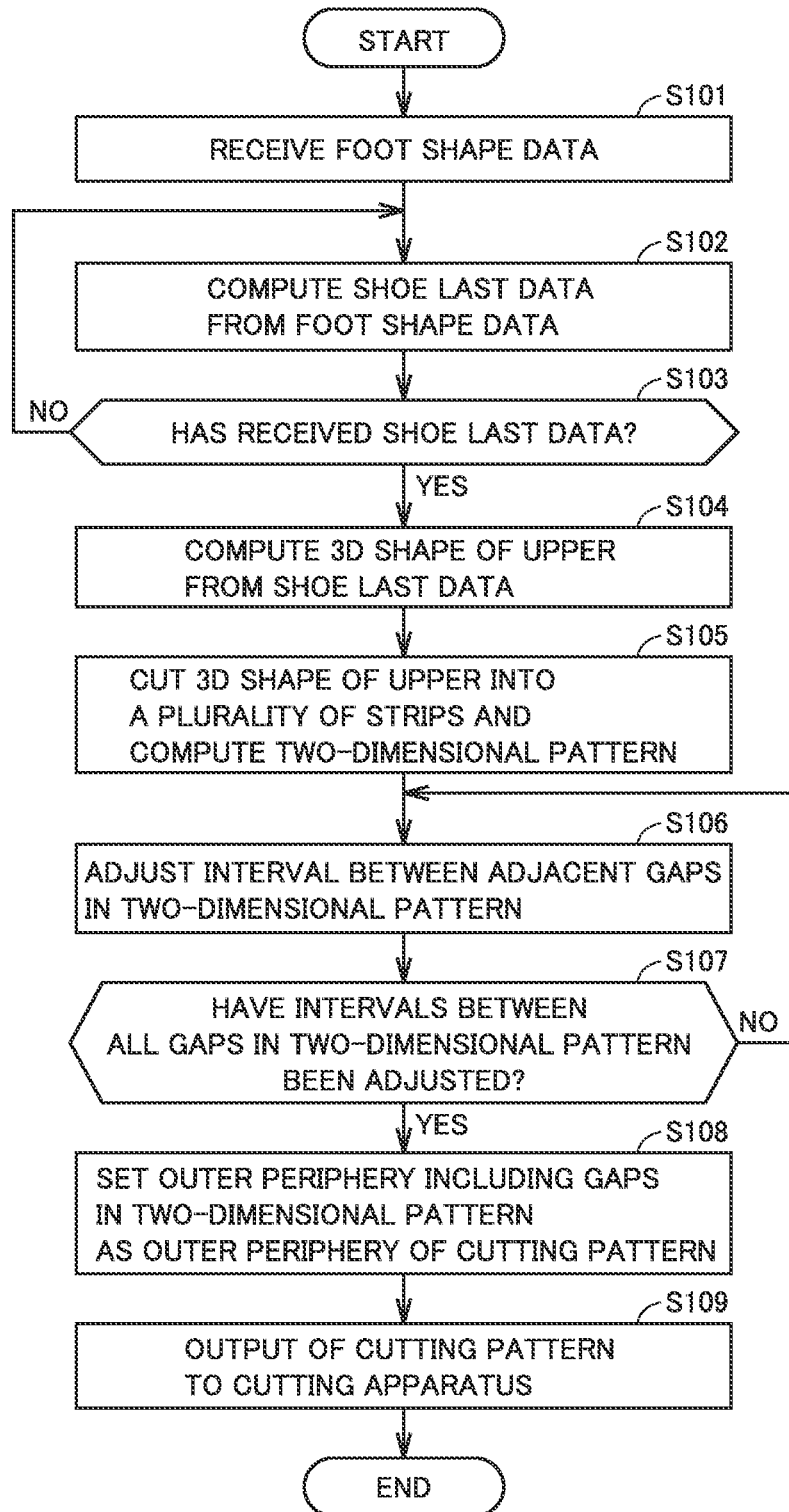 START
S101
RECEIVE FOOT SHAPE DATA
S102
COMPUTE SHOE LAST DATA
FROM FOOT SHAPE DATA
S103
NO
HAS RECEIVED SHOE LAST DATA?
YES
S104
COMPUTE 3D SHAPE OF UPPER
FROM SHOE LAST DATA
S105
CUT 3D SHAPE OF UPPER INTO
A PLURALITY OF STRIPS AND
COMPUTE TWO-DIMENSIONAL PATTERN
S106
ADJUST INTERVAL BETWEEN ADJACENT GAPS
IN TWO-DIMENSIONAL PATTERN
S107
HAVE INTERVALS BETWEEN
ALL GAPS IN TWO-DIMENSIONAL PATTERN
BEEN ADJUSTED?
NO
YES
S108
SET OUTER PERIPHERY INCLUDING GAPS
IN TWO-DIMENSIONAL PATTERN
AS OUTER PERIPHERY OF CUTTING PATTERN
S109
OUTPUT OF CUTTING PATTERN
TO CUTTING APPARATUS
END